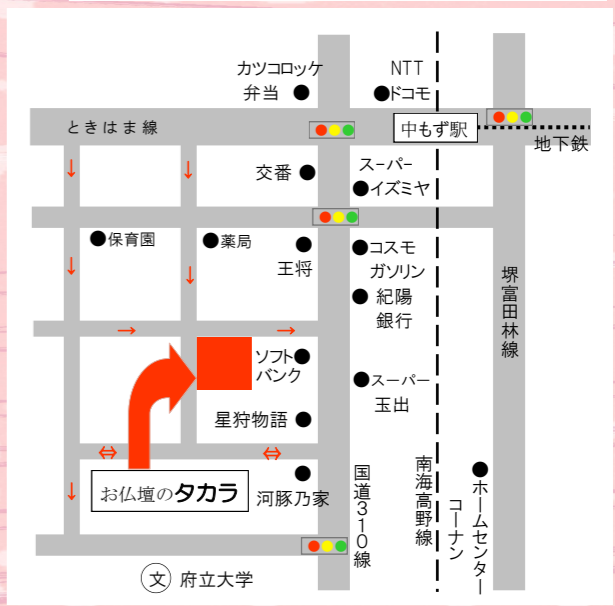 カツコロッケ
弁当
NTT
ドコモ
ときはま線
中もず駅
地下鉄
交番
スーパー
イズミヤ
保育園
薬局
王将
コスモ
ガソリン
紀陽
銀行
堺富田林線
ソフト
バンク
スーパー
玉出
星狩物語
お仏壇のタカラ
河豚乃家
国道310線
南海高野線
ホームセンター
コーナン
文 府立大学